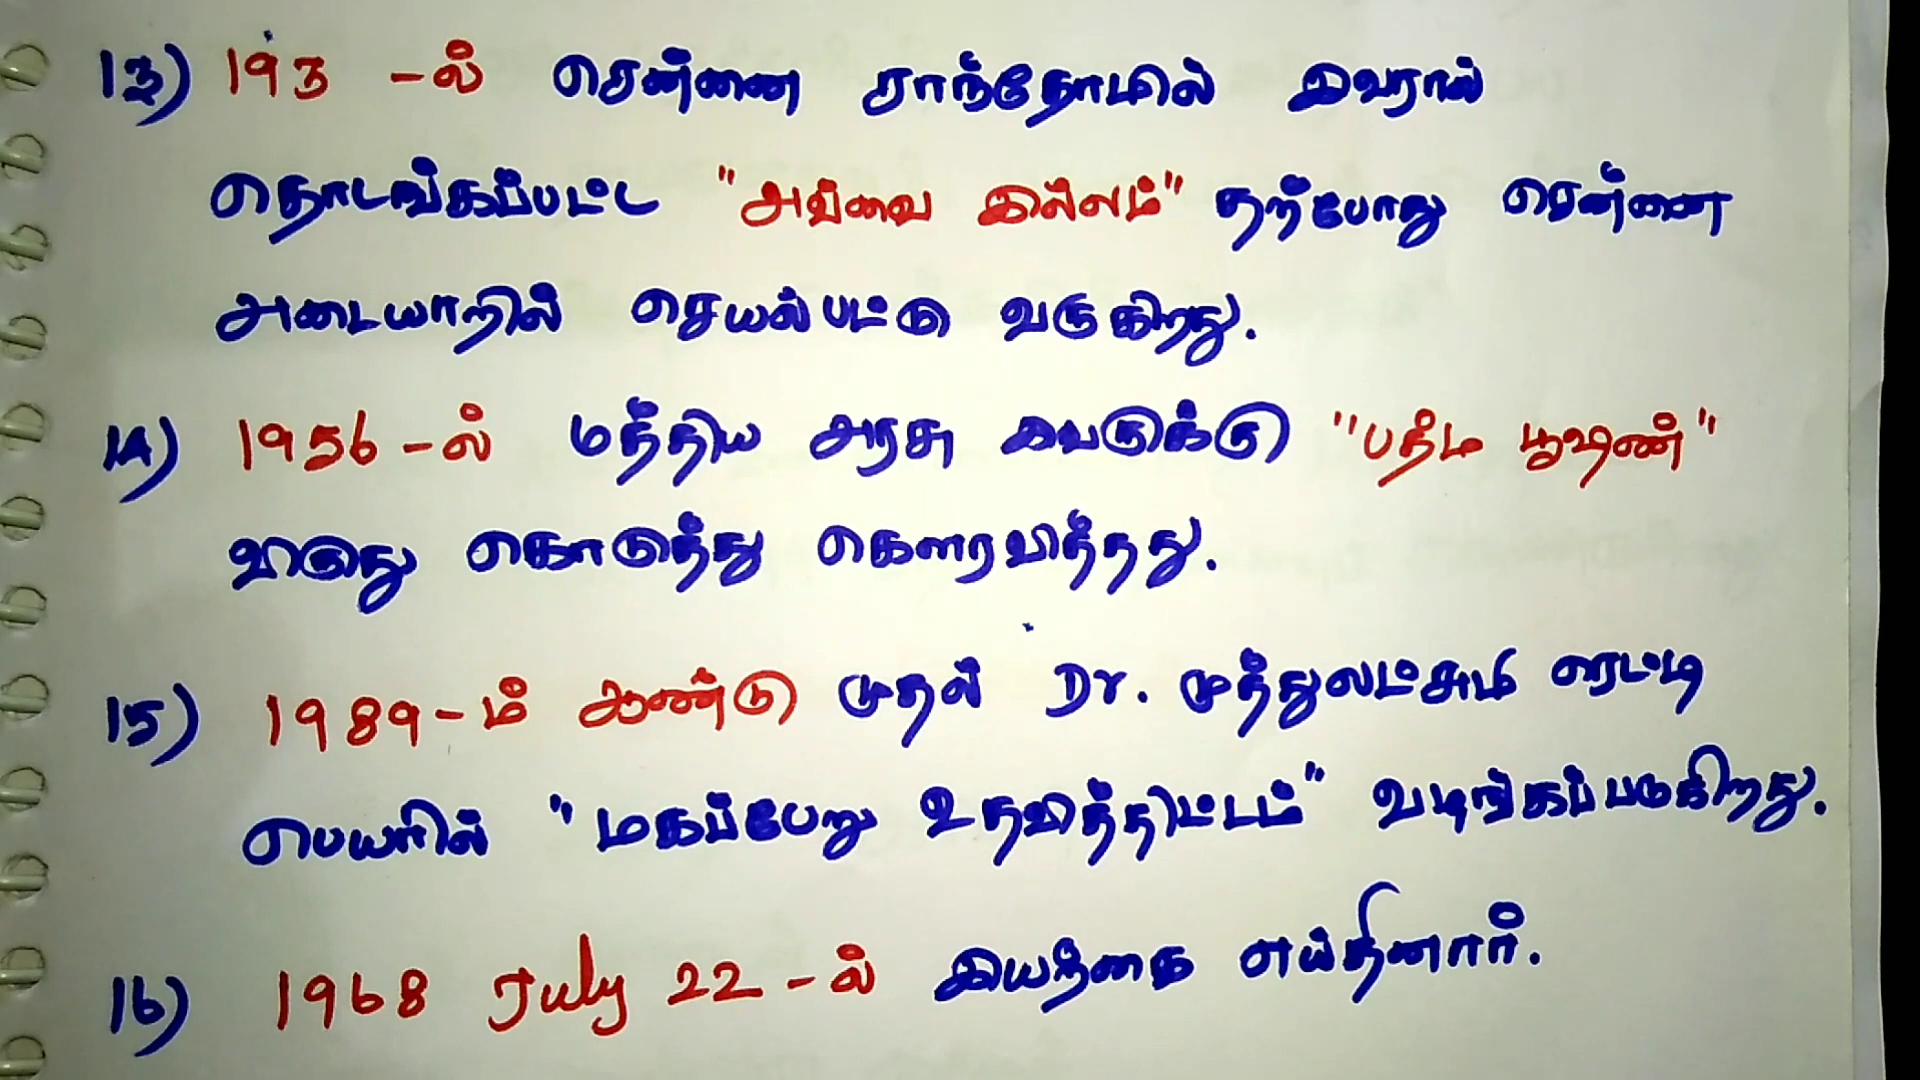 13) 193 -ல் சென்னை சாந்தோமில் இவரால்
தொடங்கப்பட்ட "அவ்வை இல்லம்" தற்போது சென்னை
அடையாறில் செயல்பட்டு வருகிறது.
14) 1956-ல் மத்திய அரசு இவருக்கு "பத்ம பூஷண்"
விருது கொடுத்து கௌரவித்தது.
15) 1989-ம் ஆண்டு முதல் Dr. முத்துலட்சுமி ரெட்டி
பெயரில் "மகப்பேறு உதவித்திட்டம்" வழங்கப்படுகிறது.
16) 1968 July 22-ல் இயற்கை எய்தினார்.